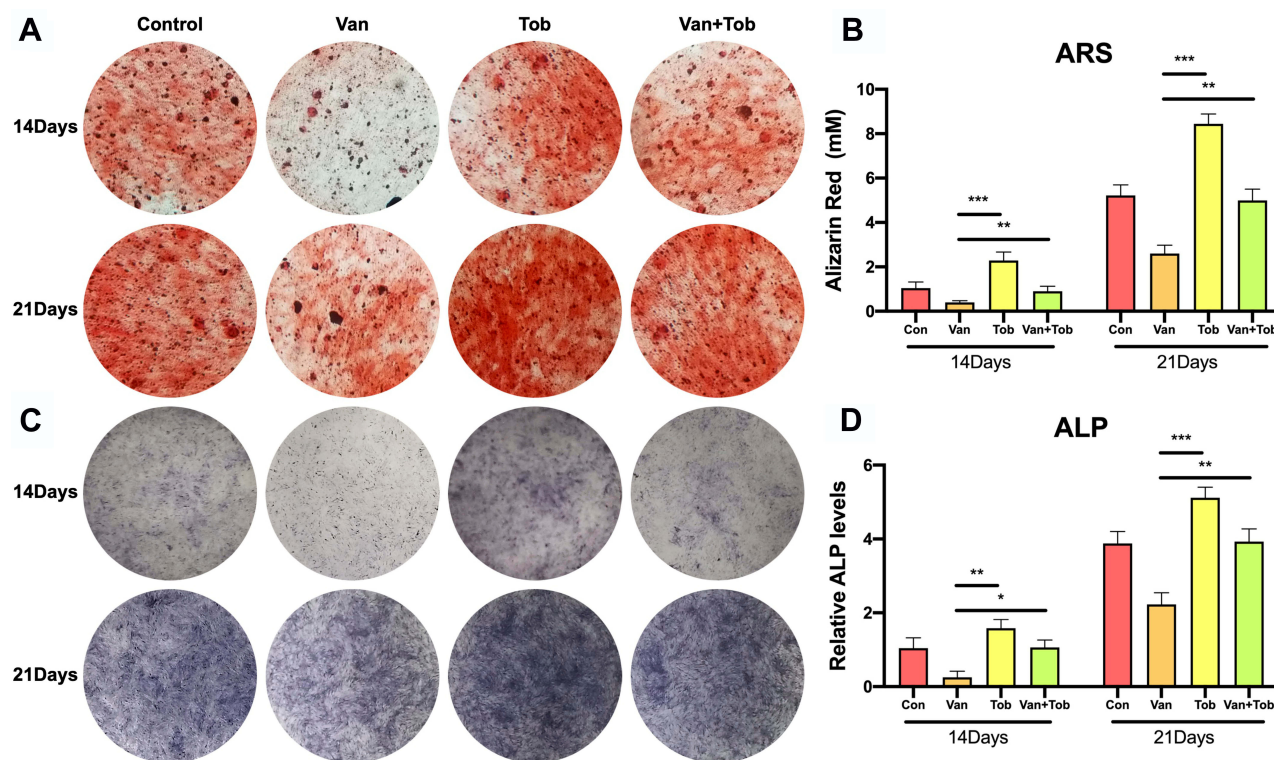 A
Control
Van
Tob
Van+Tob
14Days
21Days
B
ARS
Alizarin Red (mM)
10
8
6
4
2
0
***
**
***
**
Con
Van
Tob
Van+Tob
Con
Van
Tob
Van+Tob
14Days
21Days
C
14Days
21Days
D
ALP
Relative ALP levels
6
4
2
0
**
*
***
**
Con
Van
Tob
Van+Tob
Con
Van
Tob
Van+Tob
14Days
21Days